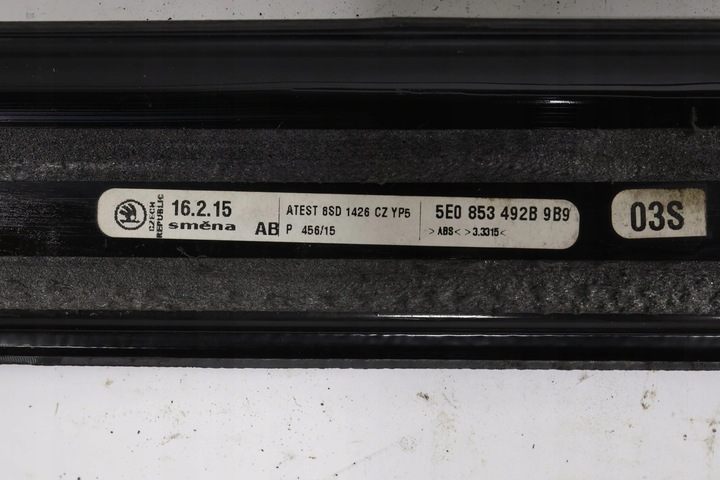 CZECH
REPUBLIC
16.2.15
směna AB
ATEST 8SD 1426 CZ YP5
P 456/15
5E0 853 492B 9B9
>ABS< >3.3315<
03S